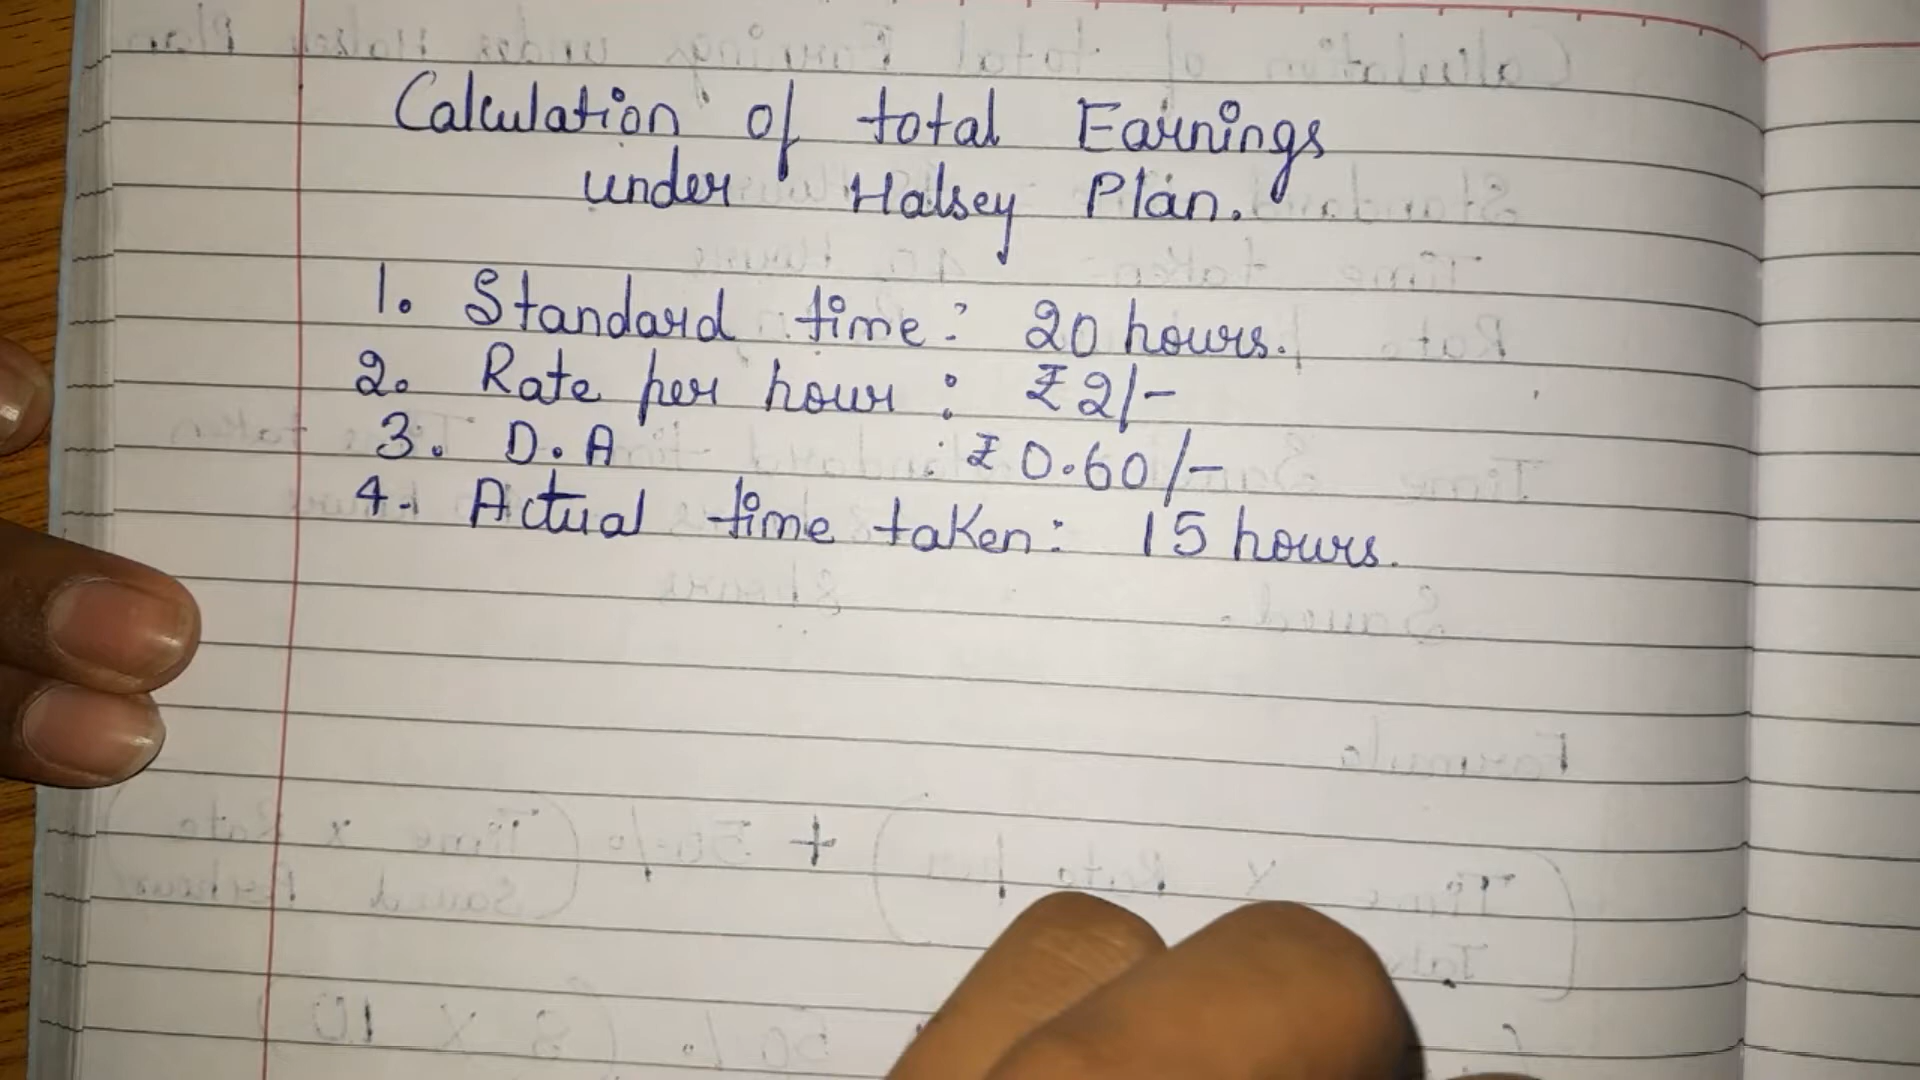 Calculation of total Earnings
under Halsey Plan.
1. Standard time: 20 hours.
2. Rate per hour : ₹2/-
3. D.A : ₹0.60/-
4. Actual time taken: 15 hours.